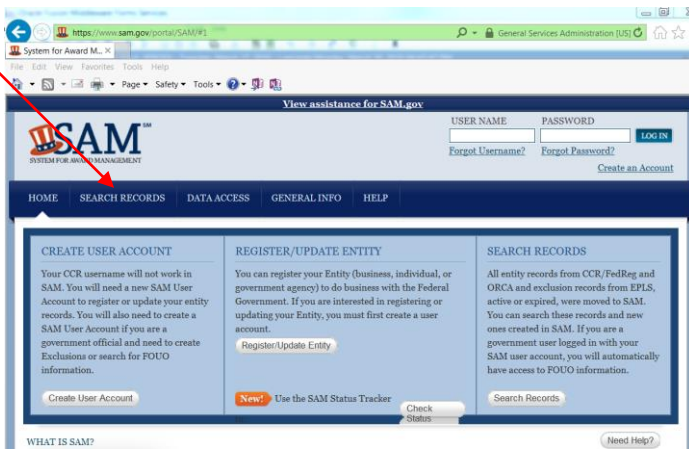 https://www.sam.gov/portal/SAM/#1
General Services Administration [US]
System for Award M...
File Edit View Favorites Tools Help
Page Safety Tools
View assistance for SAM.gov
SAM SM
SYSTEM FOR AWARD MANAGEMENT
USER NAME PASSWORD
LOG IN
Forgot Username? Forgot Password?
Create an Account
HOME SEARCH RECORDS DATA ACCESS GENERAL INFO HELP
CREATE USER ACCOUNT
Your CCR username will not work in
SAM. You will need a new SAM User
Account to register or update your entity
records. You will also need to create a
SAM User Account if you are a
government official and need to create
Exclusions or search for FOUO
information.
Create User Account
REGISTER/UPDATE ENTITY
You can register your Entity (business, individual, or
government agency) to do business with the Federal
Government. If you are interested in registering or
updating your Entity, you must first create a user
account.
Register/Update Entity
New! Use the SAM Status Tracker
Check
Status
SEARCH RECORDS
All entity records from CCR/FedReg and
ORCA and exclusion records from EPLS,
active or expired, were moved to SAM.
You can search these records and new
ones created in SAM. If you are a
government user logged in with your
SAM user account, you will automatically
have access to FOUO information.
Search Records
WHAT IS SAM?
Need Help?